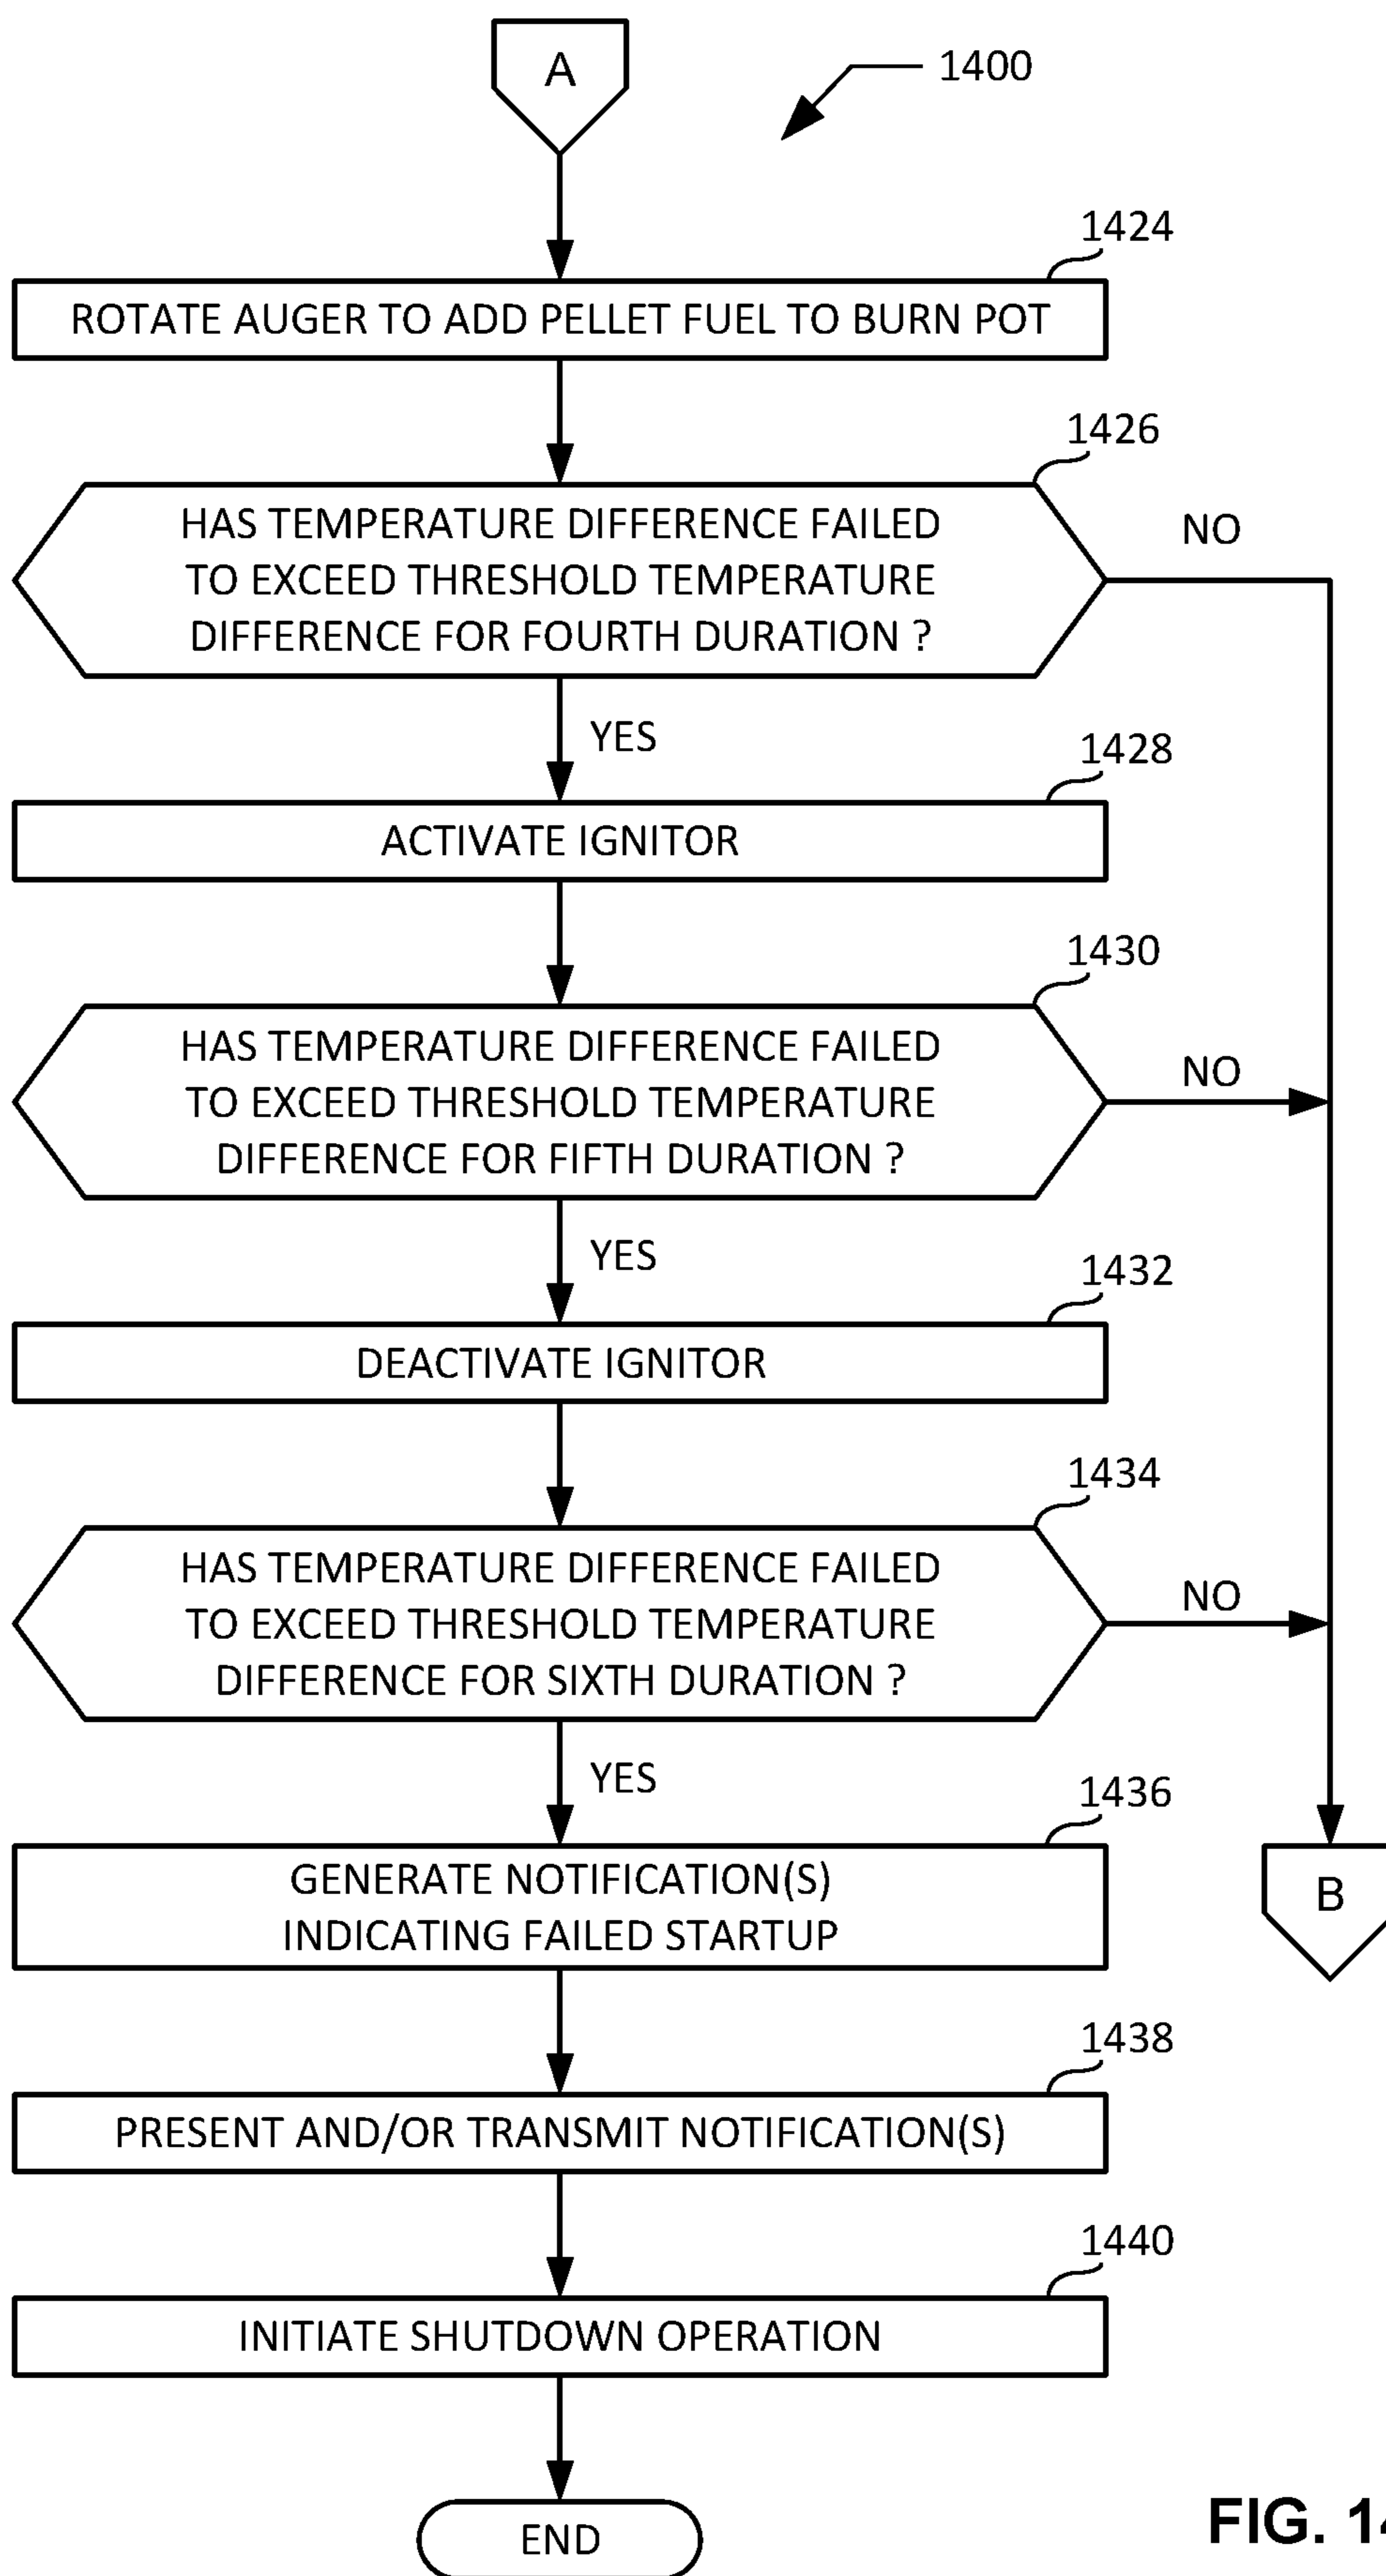 A
1400
1424
ROTATE AUGER TO ADD PELLET FUEL TO BURN POT
1426
HAS TEMPERATURE DIFFERENCE FAILED
TO EXCEED THRESHOLD TEMPERATURE
DIFFERENCE FOR FOURTH DURATION ?
NO
YES
1428
ACTIVATE IGNITOR
1430
HAS TEMPERATURE DIFFERENCE FAILED
TO EXCEED THRESHOLD TEMPERATURE
DIFFERENCE FOR FIFTH DURATION ?
NO
YES
1432
DEACTIVATE IGNITOR
1434
HAS TEMPERATURE DIFFERENCE FAILED
TO EXCEED THRESHOLD TEMPERATURE
DIFFERENCE FOR SIXTH DURATION ?
NO
YES
1436
GENERATE NOTIFICATION(S)
INDICATING FAILED STARTUP
B
1438
PRESENT AND/OR TRANSMIT NOTIFICATION(S)
1440
INITIATE SHUTDOWN OPERATION
END
FIG.